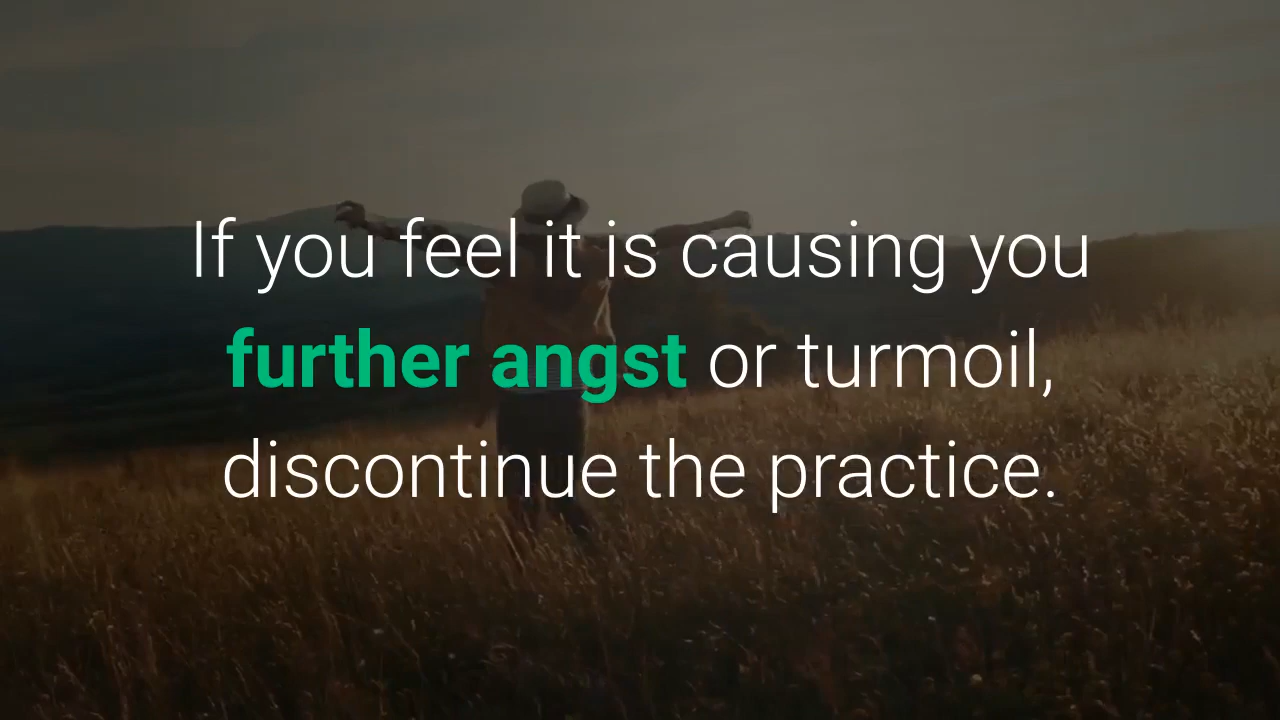 If you feel it is causing you
further angst or turmoil,
discontinue the practice.